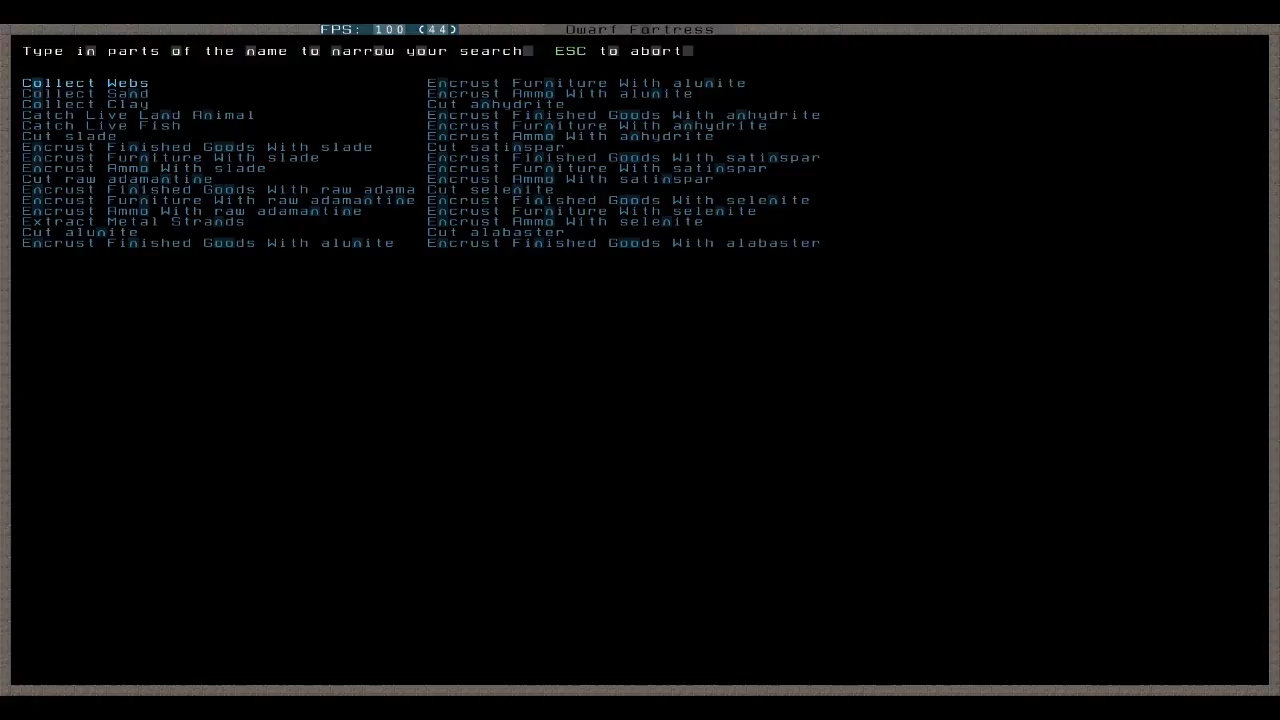 FPS: 100 (44) Dwarf Fortress
Type in parts of the name to narrow your search ESC to abort
Collect Webs
Collect Sand
Collect Clay
Catch Live Land Animal
Catch Live Fish
Cut slade
Encrust Finished Goods With slade
Encrust Furniture With slade
Encrust Ammo With slade
Cut raw adamantine
Encrust Finished Goods With raw adama
Encrust Furniture With raw adamantine
Encrust Ammo With raw adamantine
Extract Metal Strands
Cut alunite
Encrust Finished Goods With alunite
Encrust Furniture With alunite
Encrust Ammo With alunite
Cut anhydrite
Encrust Finished Goods With anhydrite
Encrust Furniture With anhydrite
Encrust Ammo With anhydrite
Cut satinspar
Encrust Finished Goods With satinspar
Encrust Furniture With satinspar
Encrust Ammo With satinspar
Cut selenite
Encrust Finished Goods With selenite
Encrust Furniture With selenite
Encrust Ammo With selenite
Cut alabaster
Encrust Finished Goods With alabaster